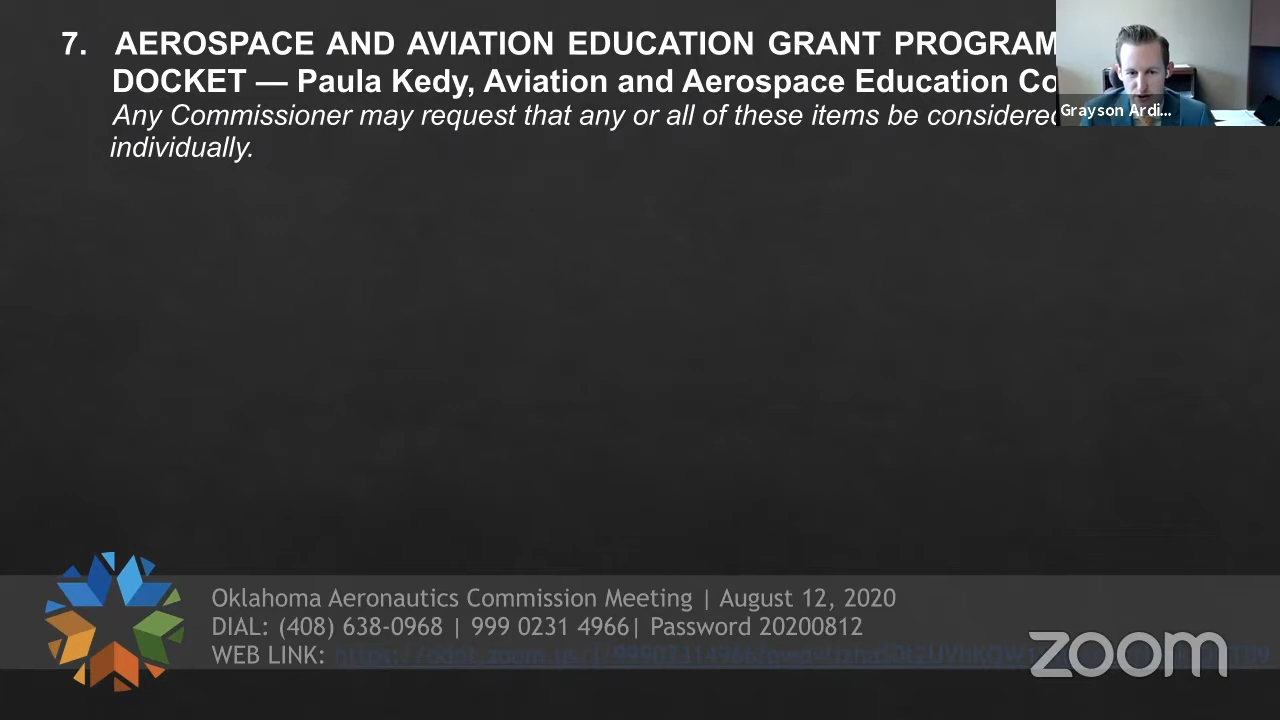 7. AEROSPACE AND AVIATION EDUCATION GRANT PROGRAM
DOCKET — Paula Kedy, Aviation and Aerospace Education Co
Any Commissioner may request that any or all of these items be considered
individually.
Grayson Ardi...
Oklahoma Aeronautics Commission Meeting | August 12, 2020
DIAL: (408) 638-0968 | 999 0231 4966| Password 20200812
WEB LINK:
zoom